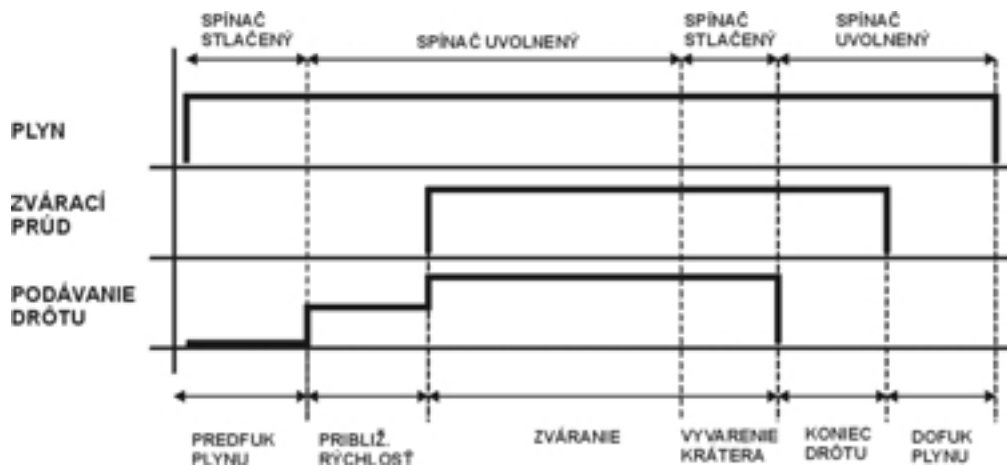 SPÍNAČ
STLAČENÝ
SPÍNAČ UVOLNENÝ
SPÍNAČ
STLAČENÝ
SPÍNAČ
UVOLNENÝ
PLYN
ZVÁRACÍ
PRÚD
PODÁVANIE
DRÔTU
PREDFUK
PLYNU
PRIBLIŽ.
RÝCHLOSŤ
ZVÁRANIE
VYVARENIE
KRÁTERA
KONIEC
DRÔTU
DOFUK
PLYNU